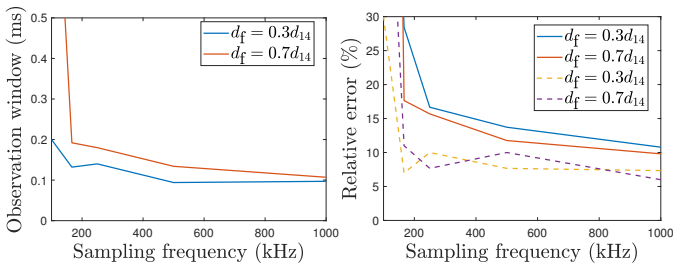 Observation window (ms)
0.5
0.4
0.3
0.2
0.1
0
200
400
600
800
1000
Sampling frequency (kHz)
d_f = 0.3d_14
d_f = 0.7d_14
Relative error (%)
30
25
20
15
10
5
0
200
400
600
800
1000
Sampling frequency (kHz)
d_f = 0.3d_14
d_f = 0.7d_14
d_f = 0.3d_14
d_f = 0.7d_14